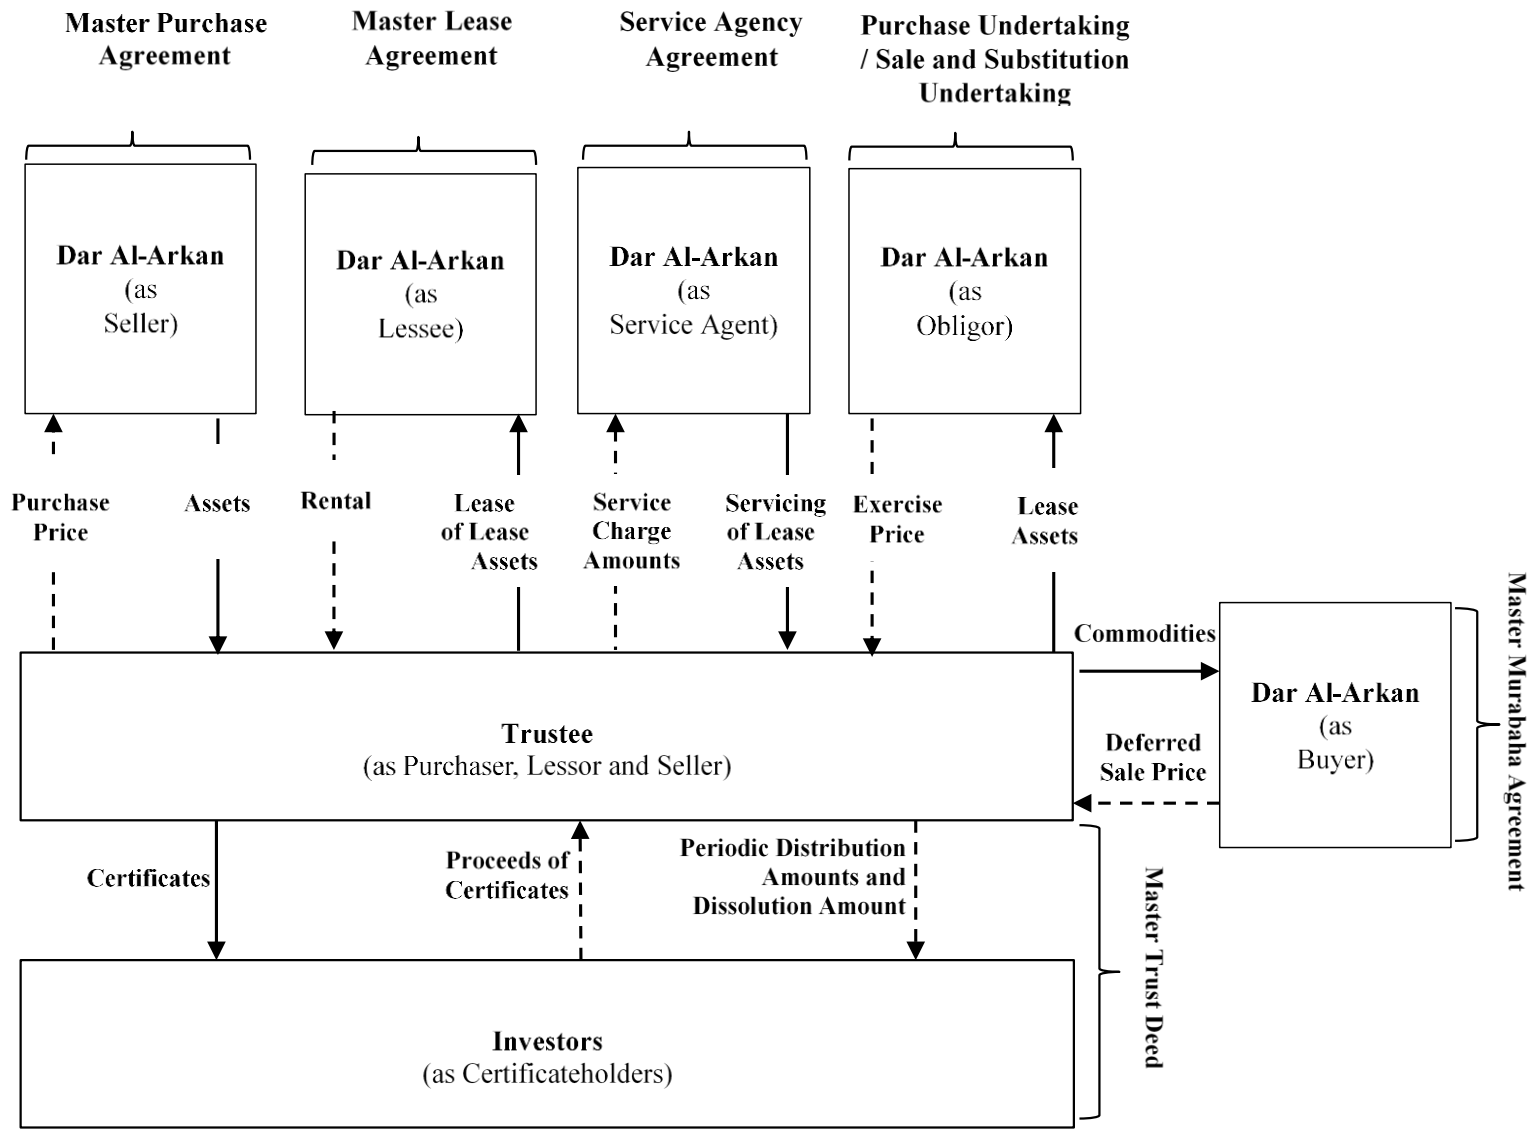 Master Purchase
Agreement
Master Lease
Agreement
Service Agency
Agreement
Purchase Undertaking
/ Sale and Substitution
Undertaking
Dar Al-Arkan
(as
Seller)
Dar Al-Arkan
(as
Lessee)
Dar Al-Arkan
(as
Service Agent)
Dar Al-Arkan
(as
Obligor)
Purchase
Price
Assets
Rental
Lease
of Lease
Assets
Service
Charge
Amounts
Servicing
of Lease
Assets
Exercise
Price
Lease
Assets
Commodities
Deferred
Sale Price
Dar Al-Arkan
(as
Buyer)
Master Murabaha Agreement
Trustee
(as Purchaser, Lessor and Seller)
Certificates
Proceeds of
Certificates
Periodic Distribution
Amounts and
Dissolution Amount
Master Trust Deed
Investors
(as Certificateholders)